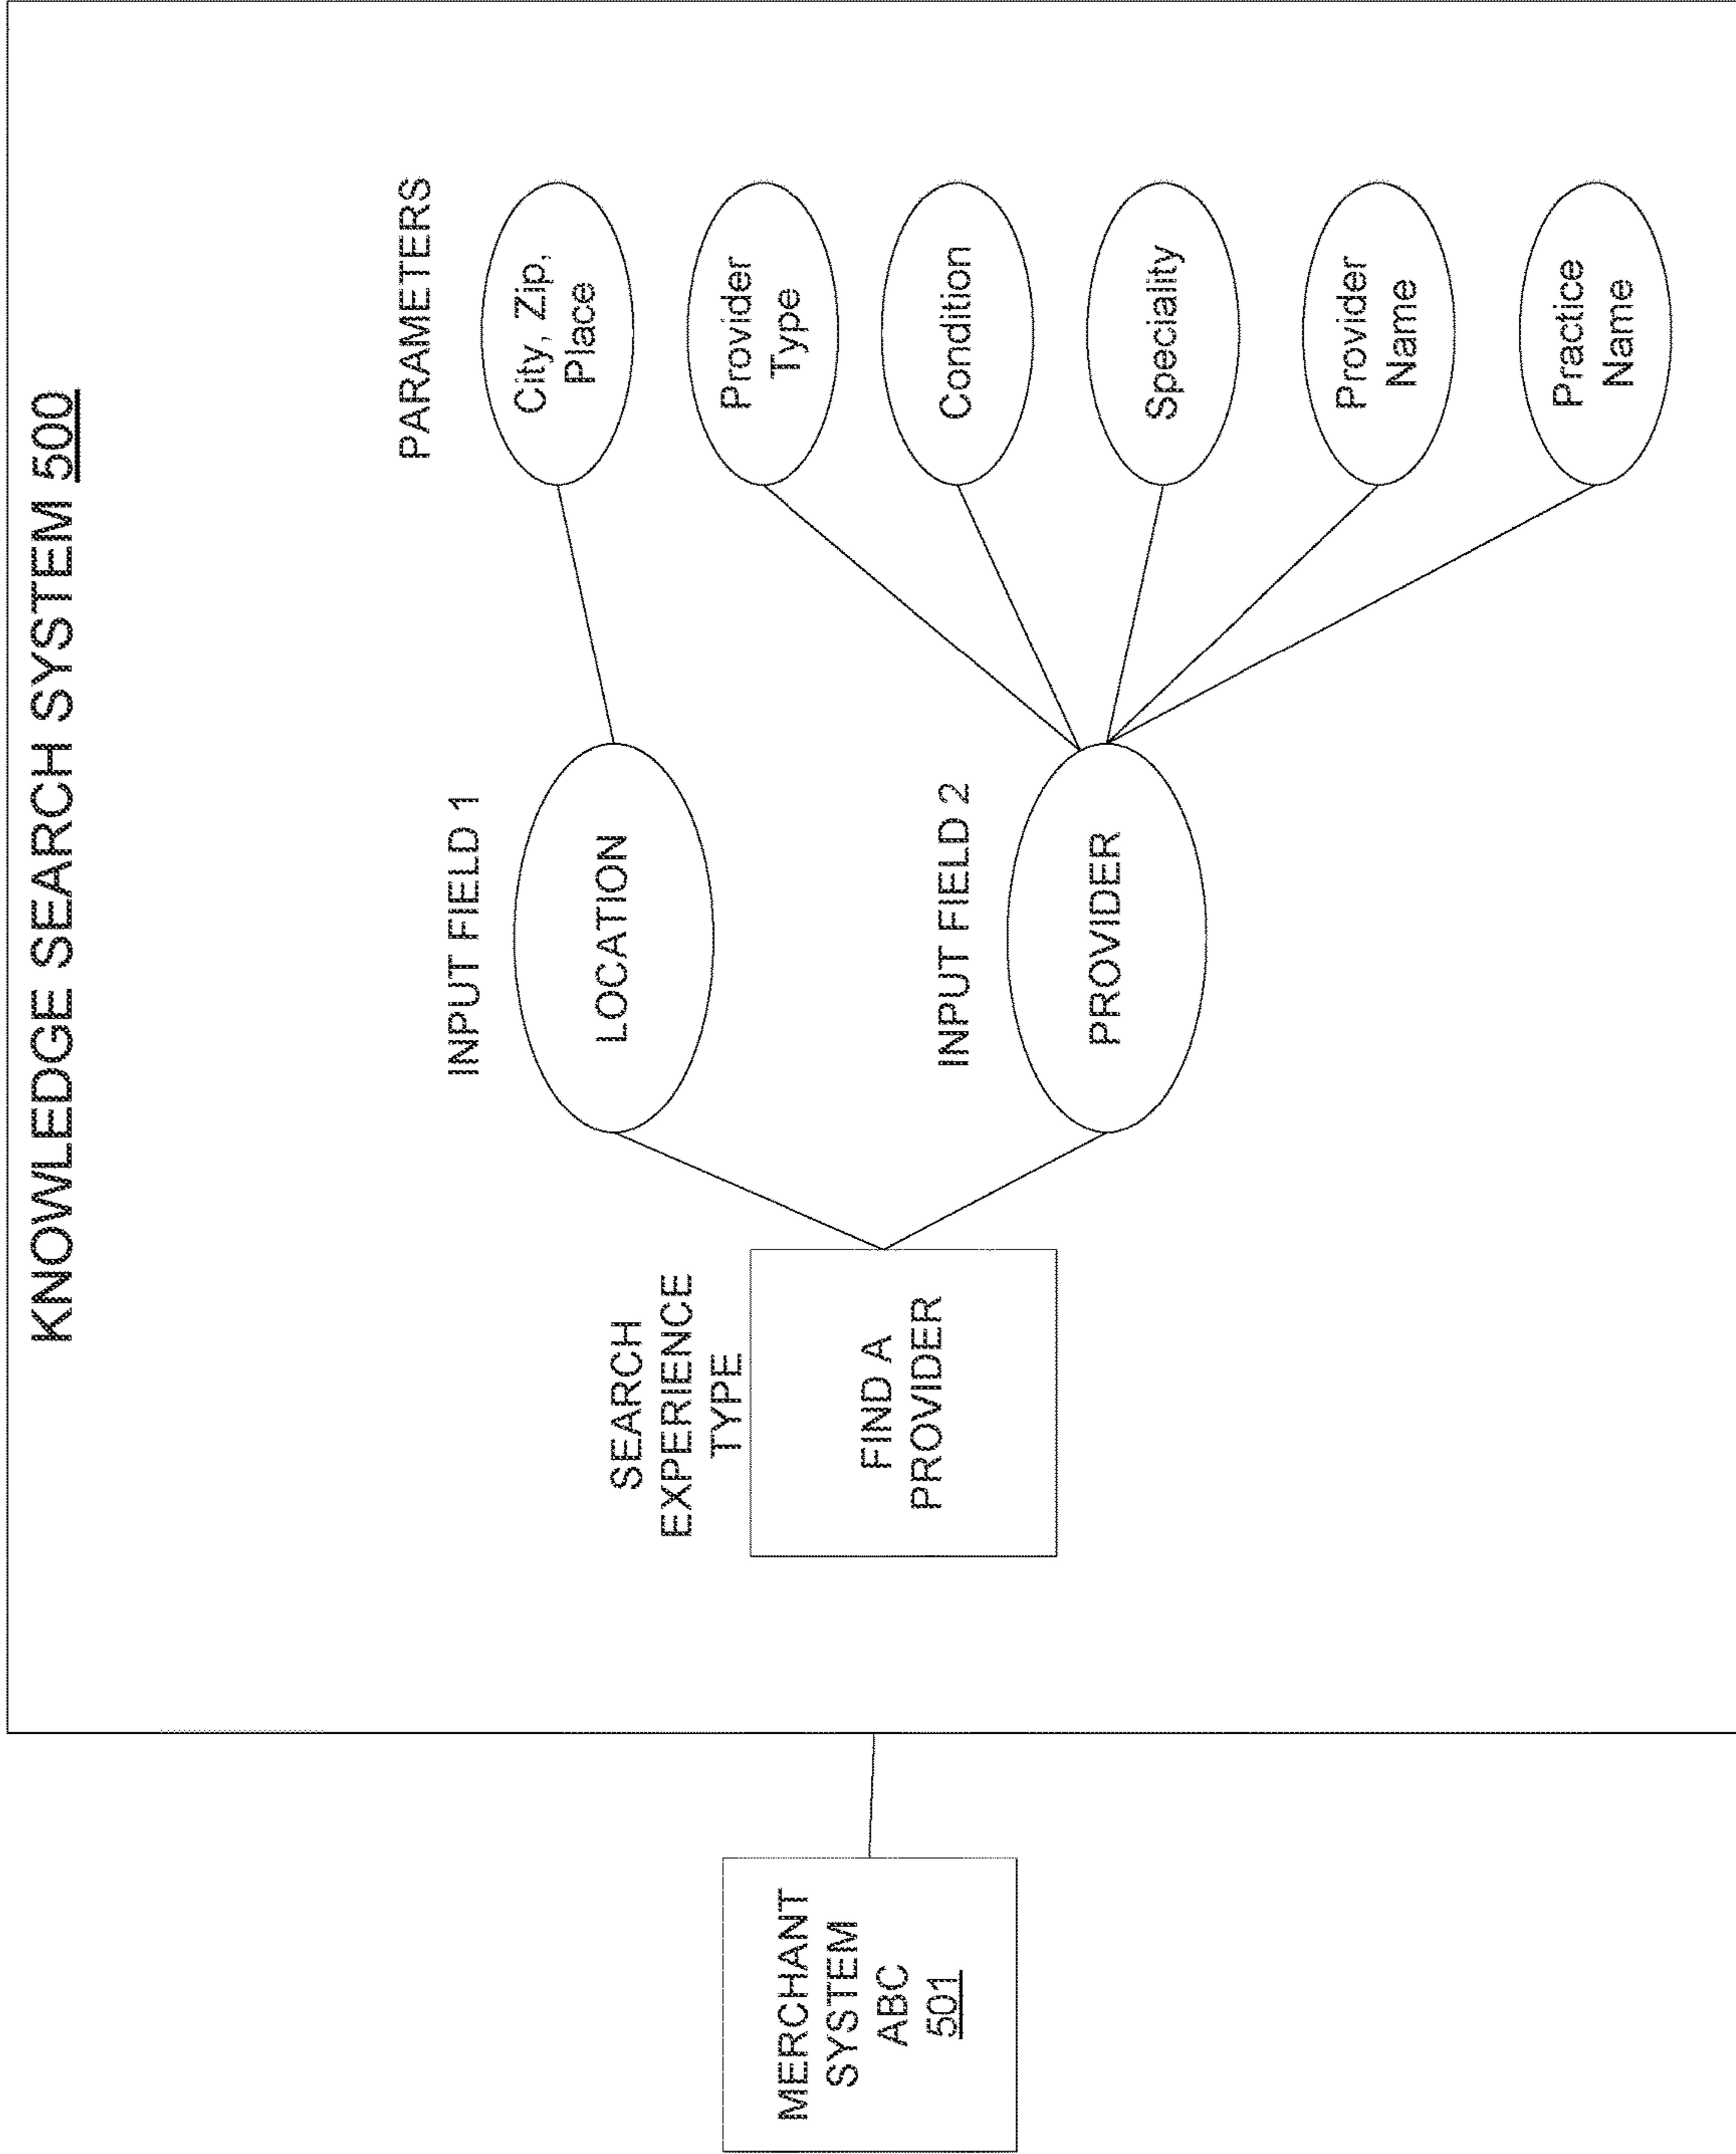 KNOWLEDGE SEARCH SYSTEM 500
MERCHANT
SYSTEM
ABC
501
SEARCH
EXPERIENCE
TYPE
FIND A
PROVIDER
INPUT FIELD 1
LOCATION
INPUT FIELD 2
PROVIDER
PARAMETERS
City, Zip,
Place
Provider
Type
Condition
Speciality
Provider
Name
Practice
Name